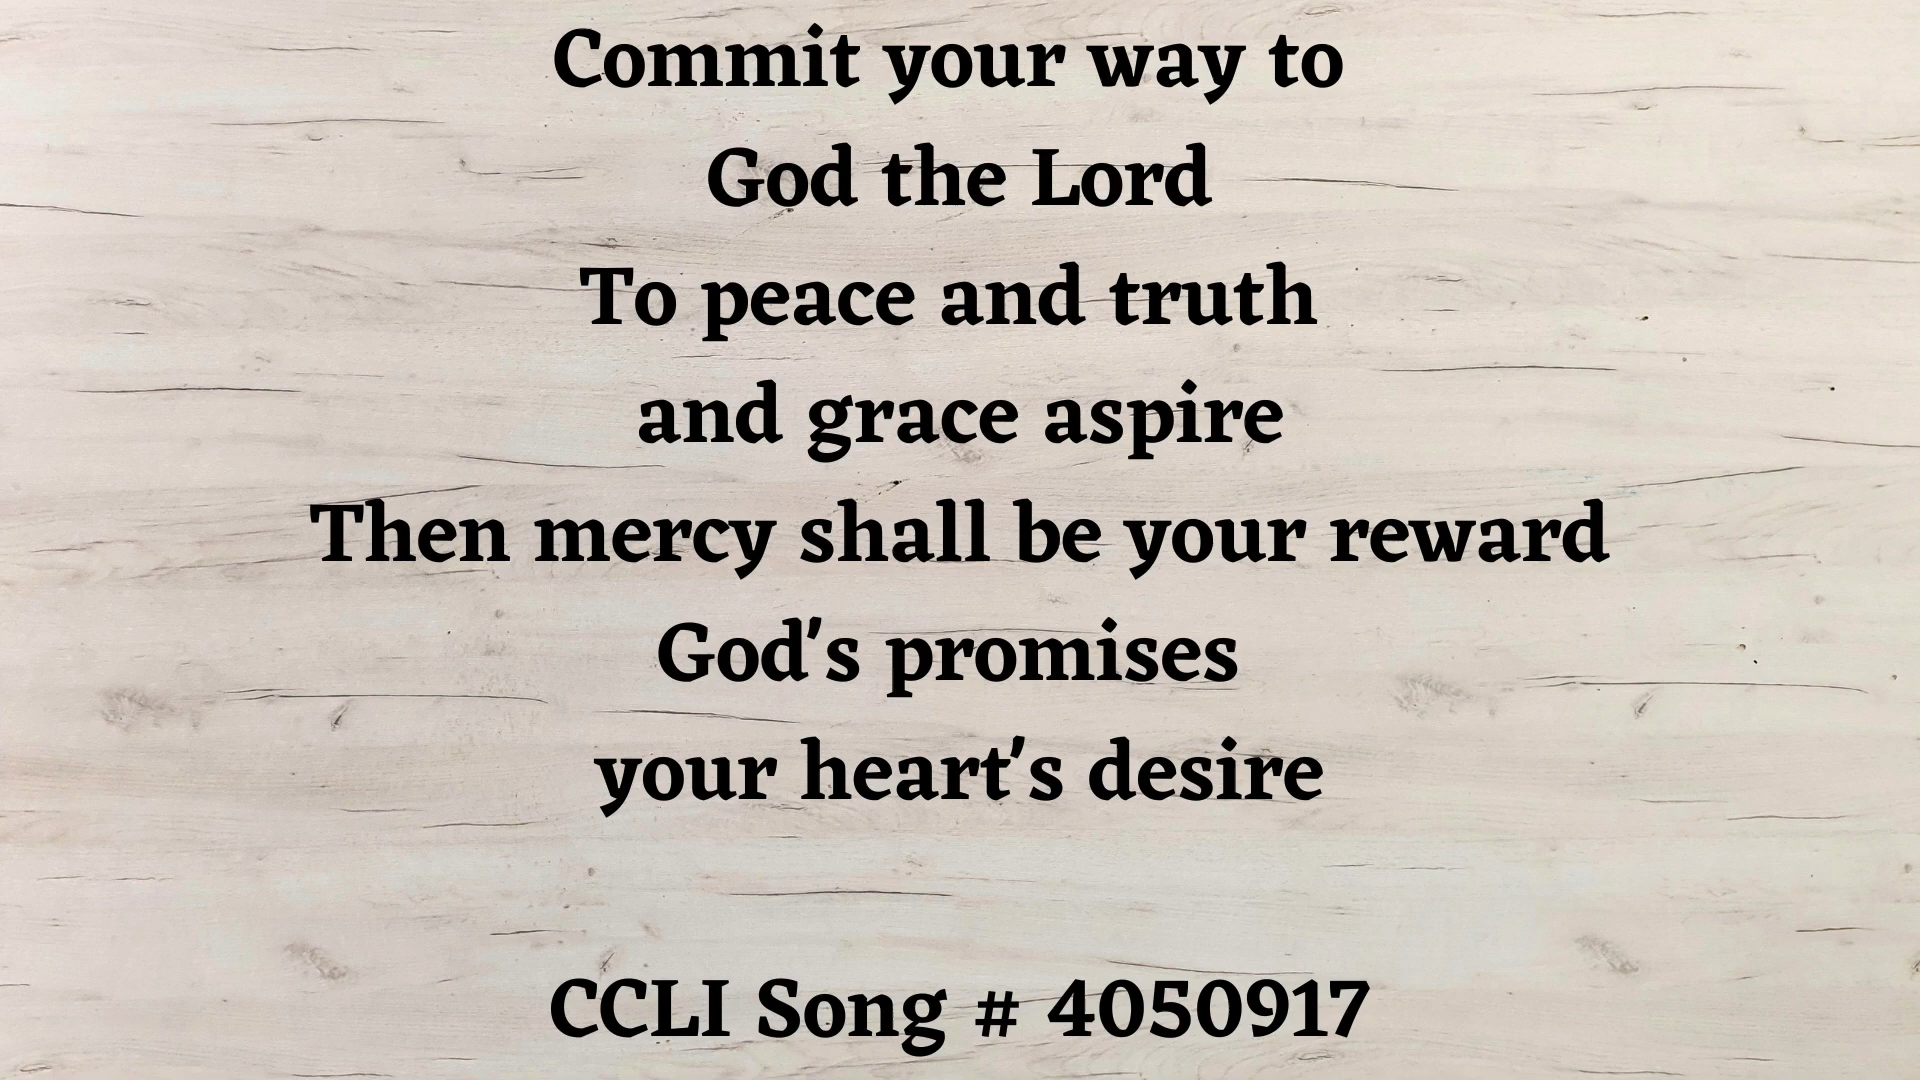 Commit your way to
God the Lord
To peace and truth
and grace aspire
Then mercy shall be your reward
God's promises
your heart's desire
CCLI Song # 4050917